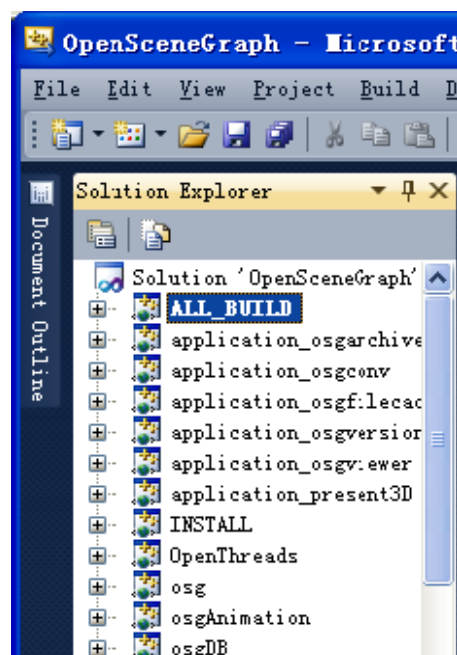 OpenSceneGraph - Microsoft
File Edit View Project Build D
Document Outline
Solution Explorer
Solution 'OpenSceneGraph'
ALL_BUILD
application_osgarchive
application_osgconv
application_osgfilecac
application_osgversion
application_osgviewer
application_present3D
INSTALL
OpenThreads
osg
osgAnimation
osgDB